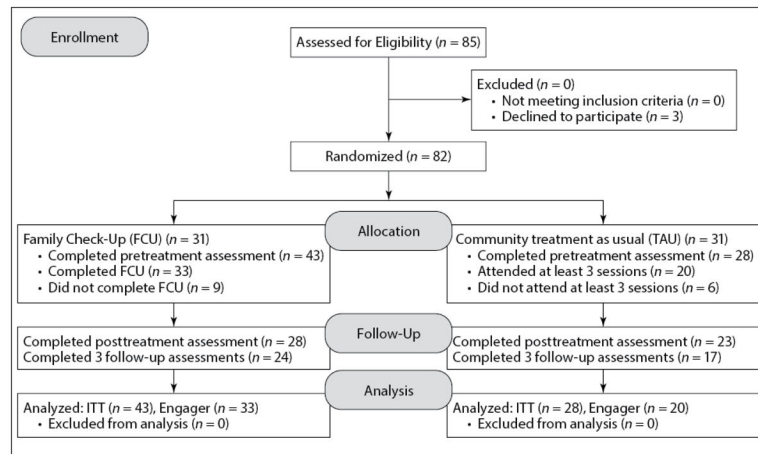 Enrollment
Assessed for Eligibility (n = 85)
Excluded (n = 0)
• Not meeting inclusion criteria (n = 0)
• Declined to participate (n = 3)
Randomized (n = 82)
Allocation
Family Check-Up (FCU) (n = 31)
• Completed pretreatment assessment (n = 43)
• Completed FCU (n = 33)
• Did not complete FCU (n = 9)
Community treatment as usual (TAU) (n = 31)
• Completed pretreatment assessment (n = 28)
• Attended at least 3 sessions (n = 20)
• Did not attend at least 3 sessions (n = 6)
Follow-Up
Completed posttreatment assessment (n = 28)
Completed 3 follow-up assessments (n = 24)
Completed posttreatment assessment (n = 23)
Completed 3 follow-up assessments (n = 17)
Analysis
Analyzed: ITT (n = 43), Engager (n = 33)
• Excluded from analysis (n = 0)
Analyzed: ITT (n = 28), Engager (n = 20)
• Excluded from analysis (n = 0)